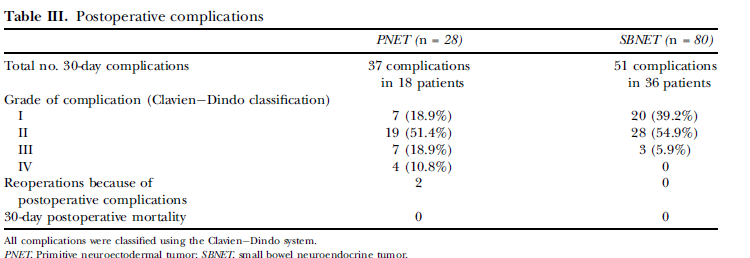 Table III. Postoperative complications
PNET (n = 28) SBNET (n = 80)
Total no. 30-day complications 37 complications 51 complications
in 18 patients in 36 patients
Grade of complication (Clavien–Dindo classification)
I 7 (18.9%) 20 (39.2%)
II 19 (51.4%) 28 (54.9%)
III 7 (18.9%) 3 (5.9%)
IV 4 (10.8%) 0
Reoperations because of 2 0
postoperative complications
30-day postoperative mortality 0 0
All complications were classified using the Clavien–Dindo system.
PNET, Primitive neuroectodermal tumor; SBNET, small bowel neuroendocrine tumor.